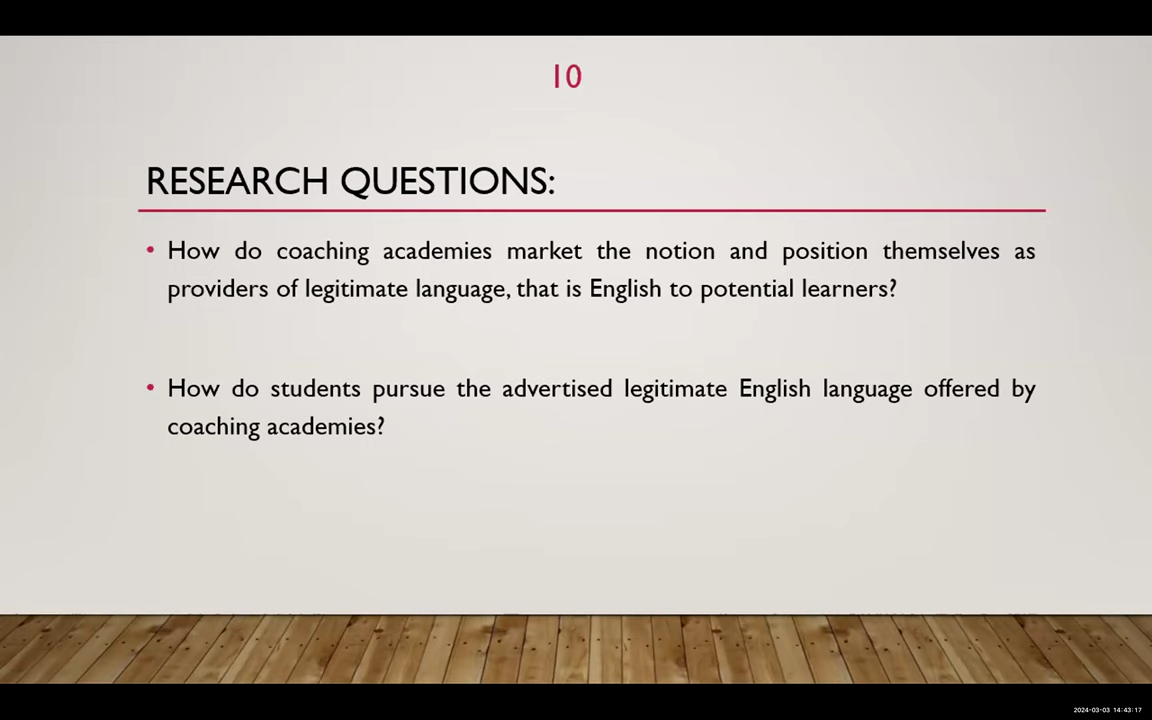 10
RESEARCH QUESTIONS:
• How do coaching academies market the notion and position themselves as
providers of legitimate language, that is English to potential learners?
• How do students pursue the advertised legitimate English language offered by
coaching academies?
2024-03-03 14:43:17